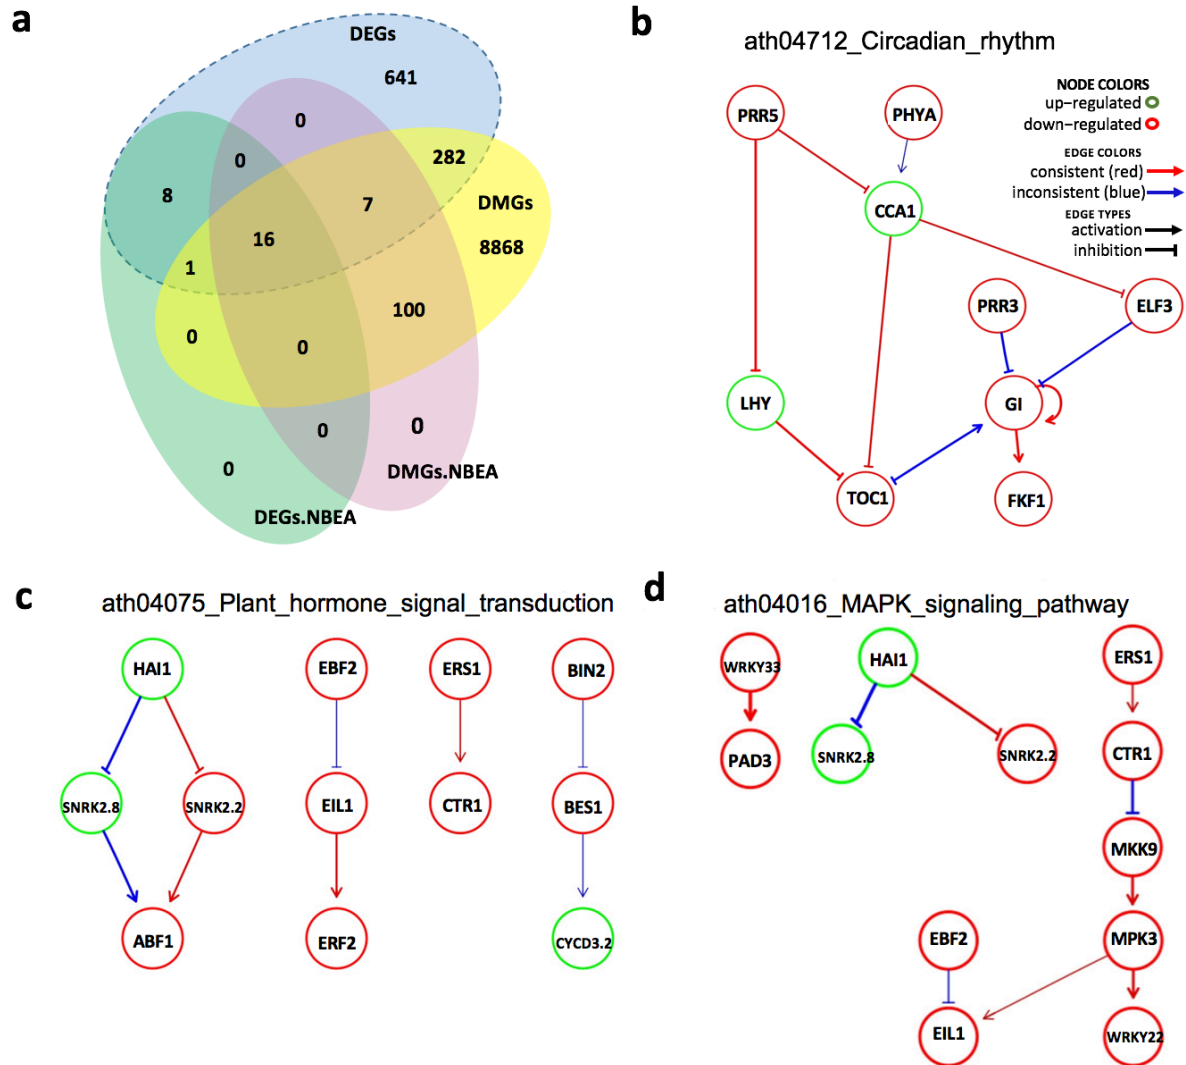 a
DEGs
641
0
0
282
8
7
DMGs
16
8868
1
100
0
0
0
0
DMGs.NBEA
0
DEGs.NBEA
b
ath04712_Circadian_rhythm
NODE COLORS
up-regulated
down-regulated
EDGE COLORS
consistent (red)
inconsistent (blue)
EDGE TYPES
activation
inhibition
PRR5
PHYA
CCA1
PRR3
ELF3
LHY
GI
TOC1
FKF1
c
ath04075_Plant_hormone_signal_transduction
HAI1
EBF2
ERS1
BIN2
SNRK2.8
SNRK2.2
EIL1
CTR1
BES1
ABF1
ERF2
CYCD3.2
d
ath04016_MAPK_signaling_pathway
WRKY33
HAI1
ERS1
PAD3
SNRK2.8
SNRK2.2
CTR1
MKK9
EBF2
MPK3
EIL1
WRKY22